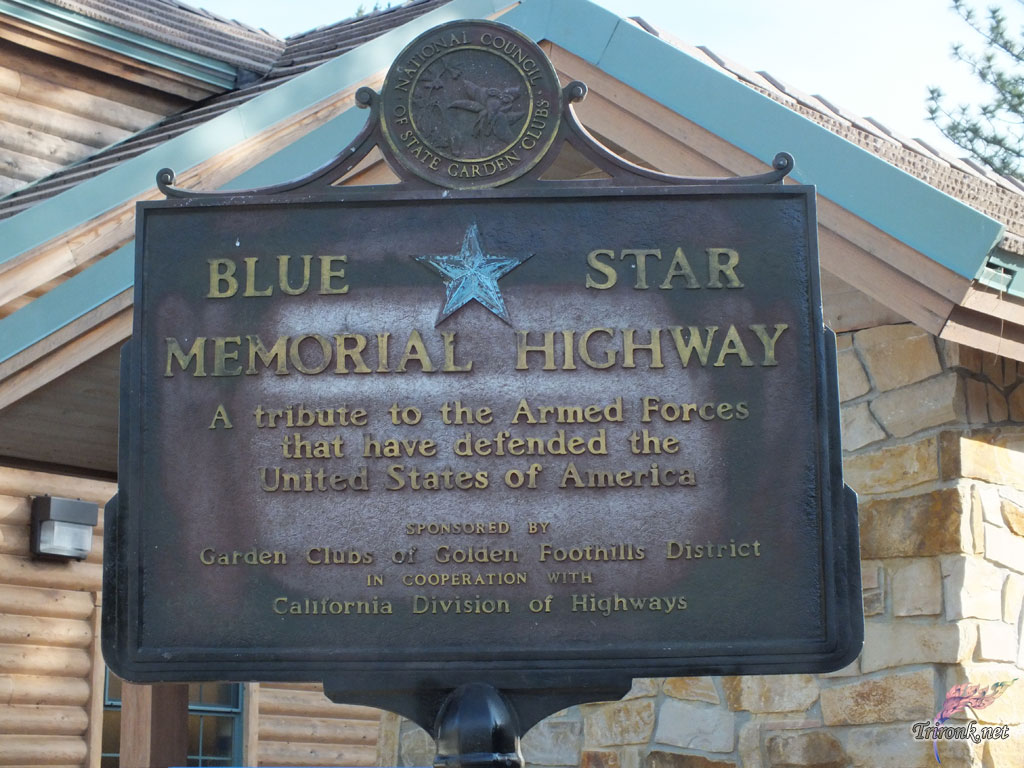 NATIONAL COUNCIL
OF STATE GARDEN CLUBS
BLUE STAR
MEMORIAL HIGHWAY
A tribute to the Armed Forces
that have defended the
United States of America
SPONSORED BY
Garden Clubs of Golden Foothills District
IN COOPERATION WITH
California Division of Highways
Trironk.net